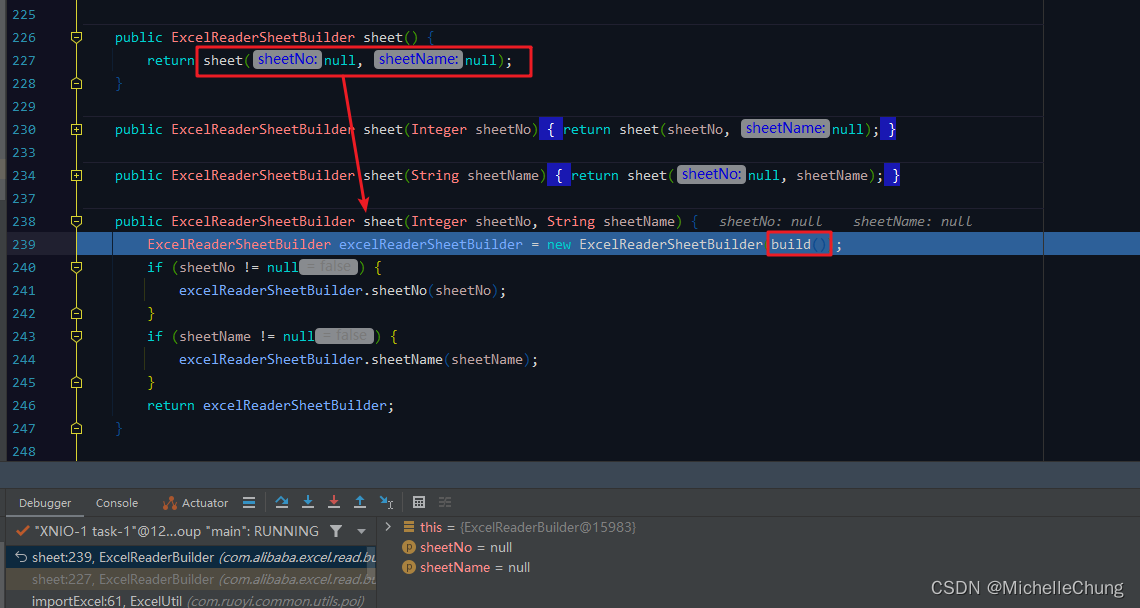 225
226 public ExcelReaderSheetBuilder sheet() {
227 return sheet( sheetNo: null, sheetName: null);
228 }
229
230 public ExcelReaderSheetBuilder sheet(Integer sheetNo) { return sheet(sheetNo, sheetName: null); }
233
234 public ExcelReaderSheetBuilder sheet(String sheetName) { return sheet( sheetNo: null, sheetName); }
237
238 public ExcelReaderSheetBuilder sheet(Integer sheetNo, String sheetName) { sheetNo: null sheetName: null
239 ExcelReaderSheetBuilder excelReaderSheetBuilder = new ExcelReaderSheetBuilder build() ;
240 if (sheetNo != null = false ) {
241 excelReaderSheetBuilder.sheetNo(sheetNo);
242 }
243 if (sheetName != null = false ) {
244 excelReaderSheetBuilder.sheetName(sheetName);
245 }
246 return excelReaderSheetBuilder;
247 }
248
Debugger Console Actuator
"XNIO-1 task-1"@12...oup "main": RUNNING
this = {ExcelReaderBuilder@15983}
sheetNo = null
sheetName = null
sheet:239, ExcelReaderBuilder (com.alibaba.excel.read.bu
sheet:227, ExcelReaderBuilder (com.alibaba.excel.read.bu
importExcel:61, ExcelUtil (com.ruoyi.common.utils.poi)
CSDN @MichelleChung